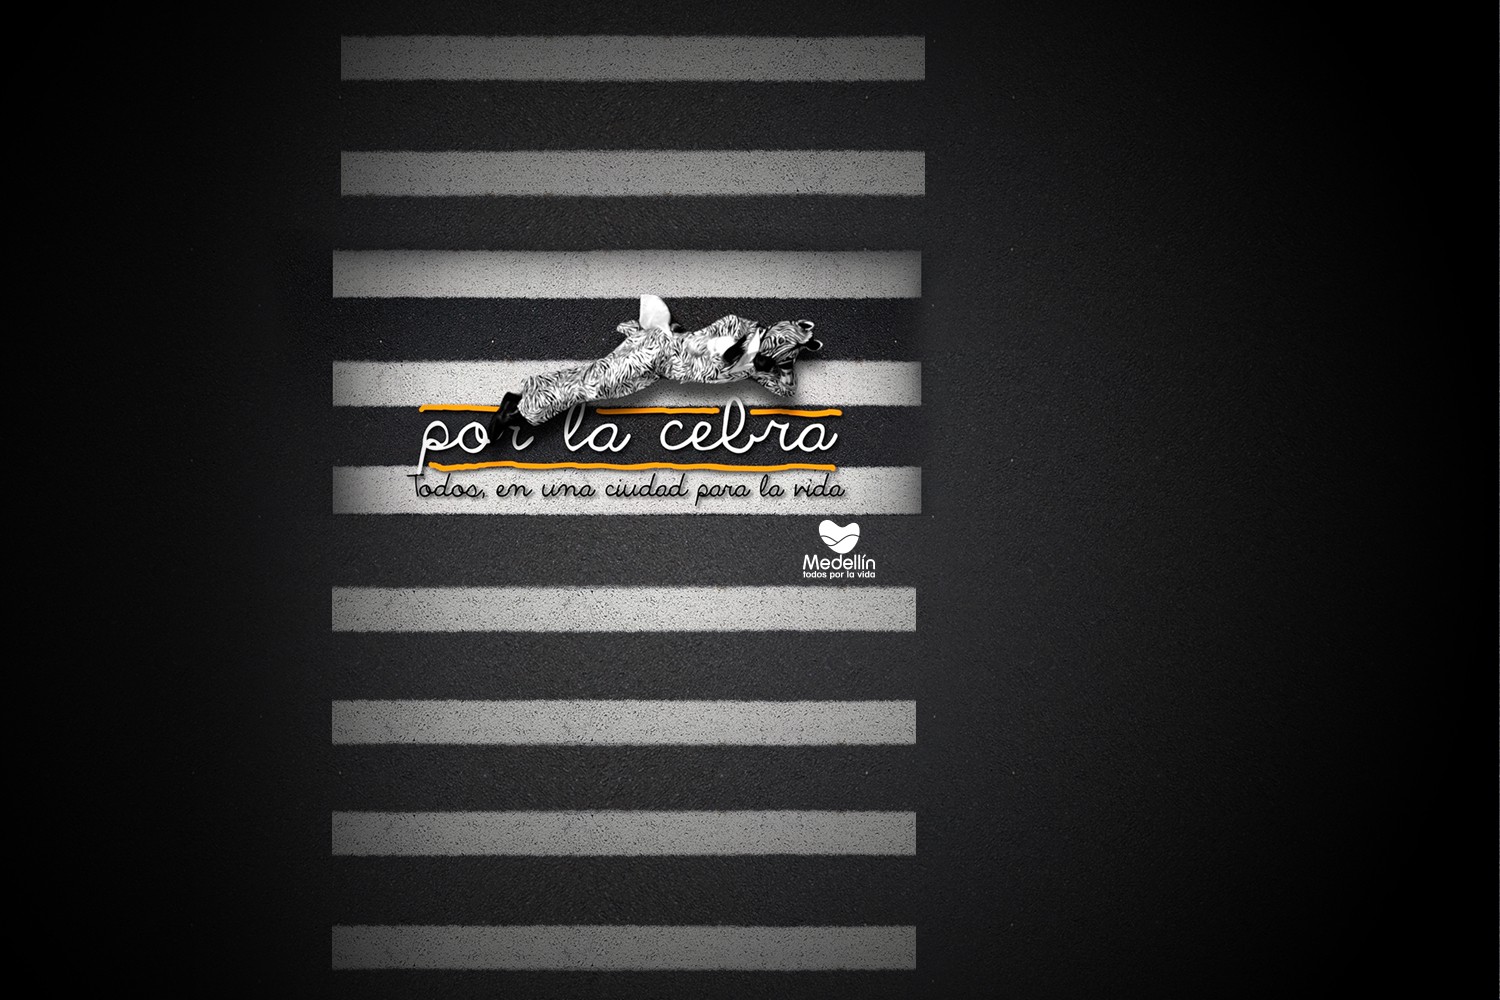 por la cebra
Todos, en una ciudad para la vida
Medellín
todos por la vida